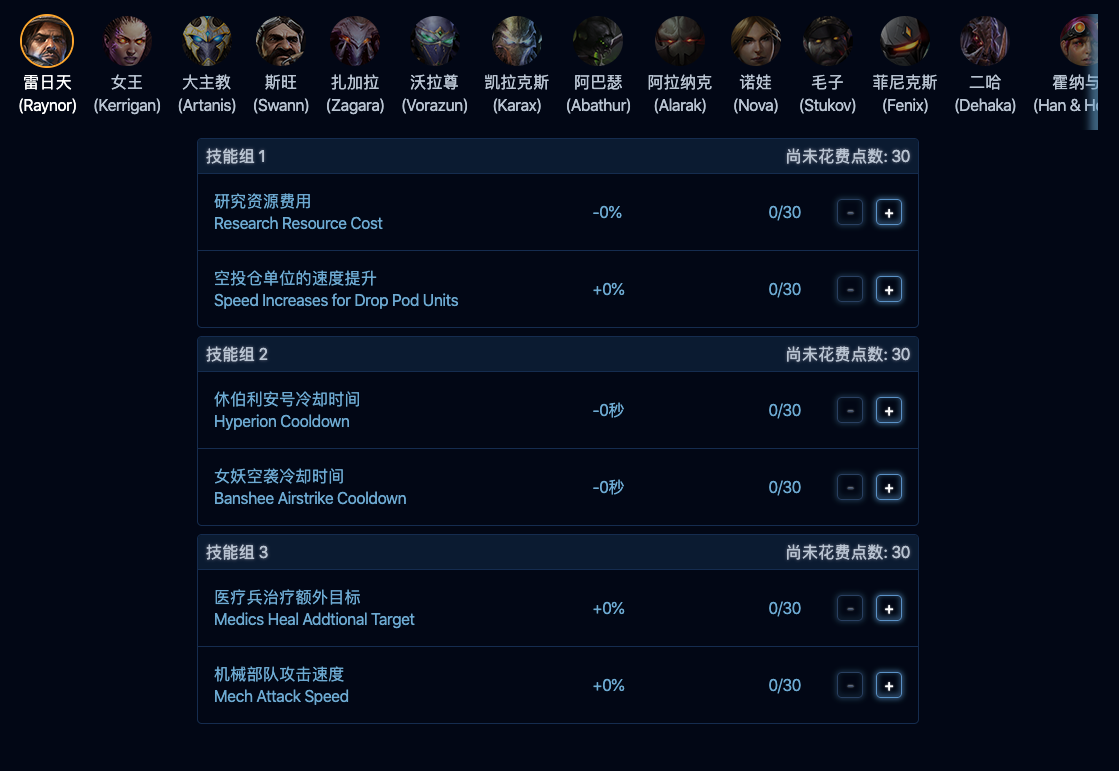 雷日天
(Raynor)
女王
(Kerrigan)
大主教
(Artanis)
斯旺
(Swann)
扎加拉
(Zagara)
沃拉尊
(Vorazun)
凯拉克斯
(Karax)
阿巴瑟
(Abathur)
阿拉纳克
(Alarak)
诺娃
(Nova)
毛子
(Stukov)
菲尼克斯
(Fenix)
二哈
(Dehaka)
霍纳与
(Han & H
技能组 1 尚未花费点数: 30
研究资源费用
Research Resource Cost
-0% 0/30 - +
空投仓单位的速度提升
Speed Increases for Drop Pod Units
+0% 0/30 - +
技能组 2 尚未花费点数: 30
休伯利安号冷却时间
Hyperion Cooldown
-0秒 0/30 - +
女妖空袭冷却时间
Banshee Airstrike Cooldown
-0秒 0/30 - +
技能组 3 尚未花费点数: 30
医疗兵治疗额外目标
Medics Heal Addtional Target
+0% 0/30 - +
机械部队攻击速度
Mech Attack Speed
+0% 0/30 - +